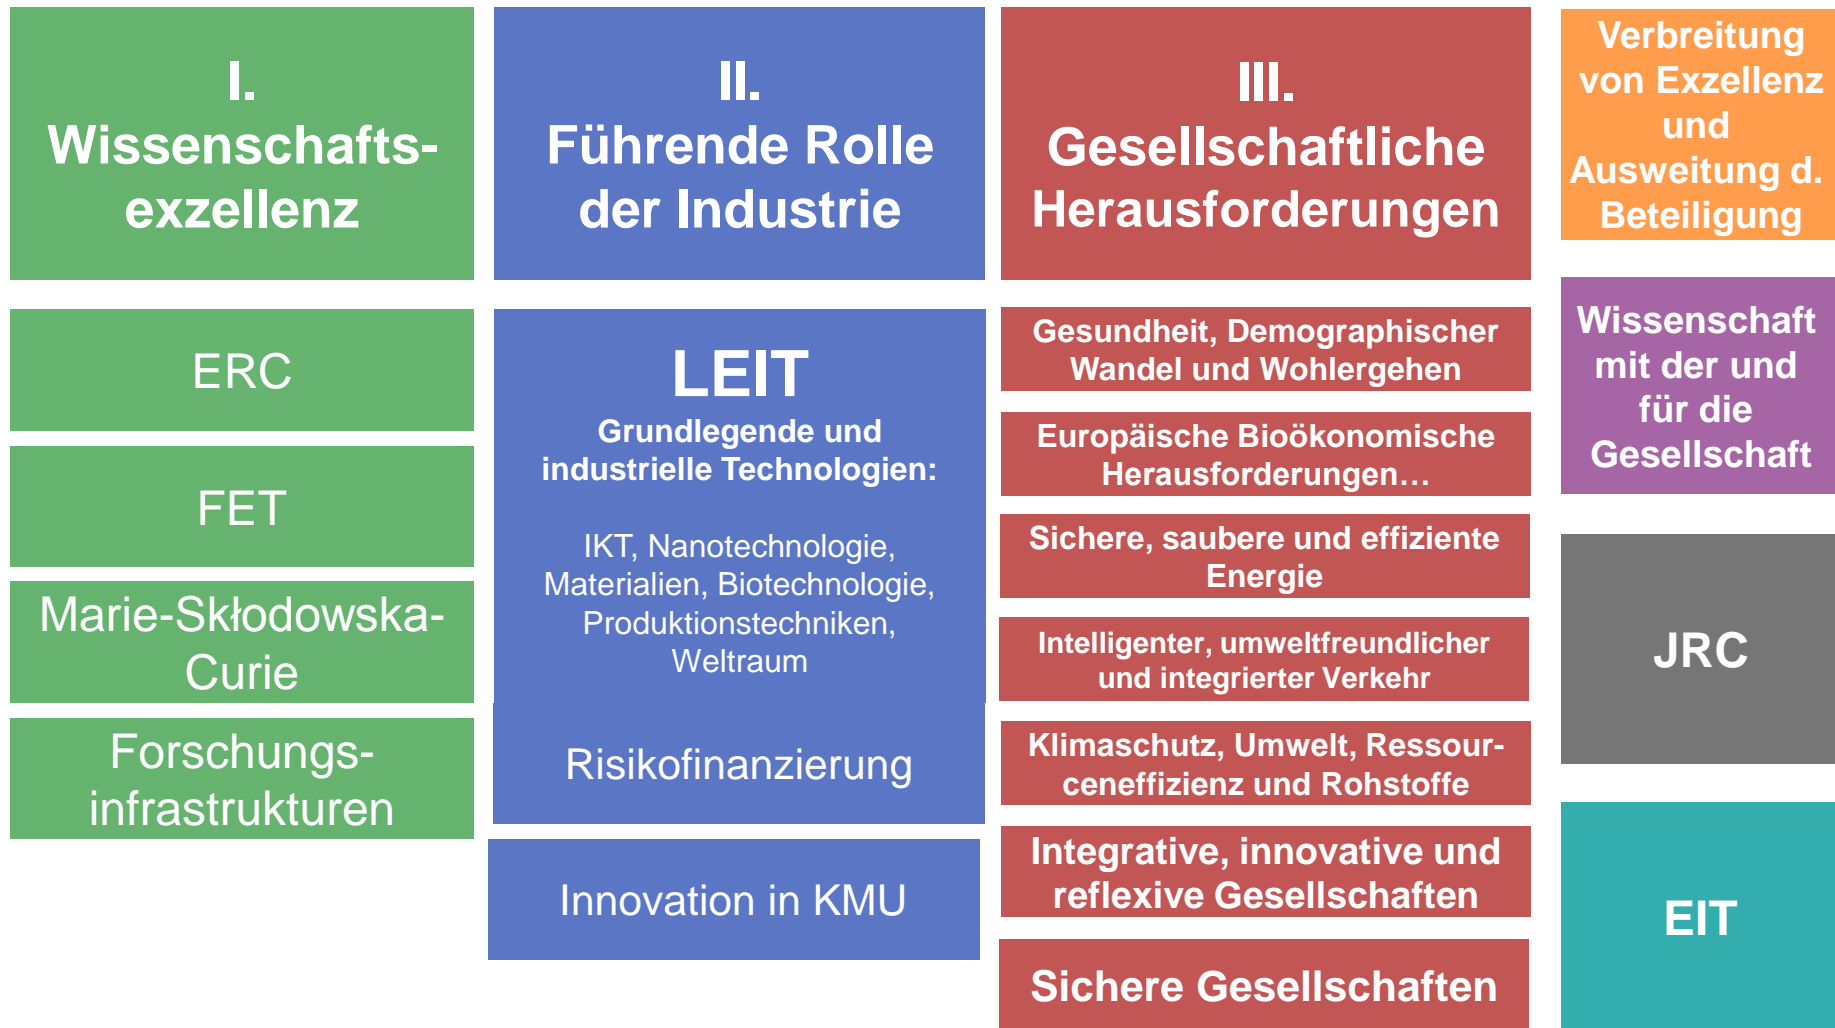 I.
Wissenschafts-
exzellenz
ERC
FET
Marie-Skłodowska-
Curie
Forschungs-
infrastrukturen
II.
Führende Rolle
der Industrie
LEIT
Grundlegende und
industrielle Technologien:
IKT, Nanotechnologie,
Materialien, Biotechnologie,
Produktionstechniken,
Weltraum
Risikofinanzierung
Innovation in KMU
III.
Gesellschaftliche
Herausforderungen
Gesundheit, Demographischer
Wandel und Wohlergehen
Europäische Bioökonomische
Herausforderungen…
Sichere, saubere und effiziente
Energie
Intelligenter, umweltfreundlicher
und integrierter Verkehr
Klimaschutz, Umwelt, Ressour-
ceneffizienz und Rohstoffe
Integrative, innovative und
reflexive Gesellschaften
Sichere Gesellschaften
Verbreitung
von Exzellenz
und
Ausweitung d.
Beteiligung
Wissenschaft
mit der und
für die
Gesellschaft
JRC
EIT